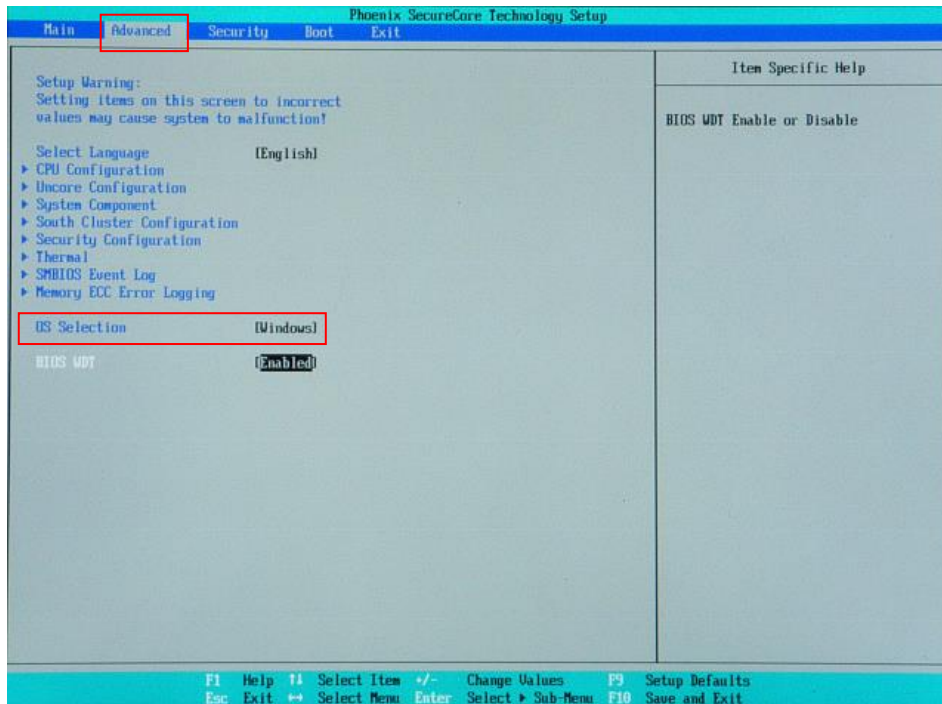 Phoenix SecureCore Technology Setup
Main Advanced Security Boot Exit
Item Specific Help
Setup Warning:
Setting items on this screen to incorrect
values may cause system to malfunction!
BIOS WDT Enable or Disable
Select Language [English]
CPU Configuration
Uncore Configuration
System Component
South Cluster Configuration
Security Configuration
Thermal
SMBIOS Event Log
Memory ECC Error Logging
OS Selection [Windows]
BIOS WDT [Enabled]
F1 Help ↑↓ Select Item +/- Change Values F9 Setup Defaults
Esc Exit ↔ Select Menu Enter Select ▶ Sub-Menu F10 Save and Exit